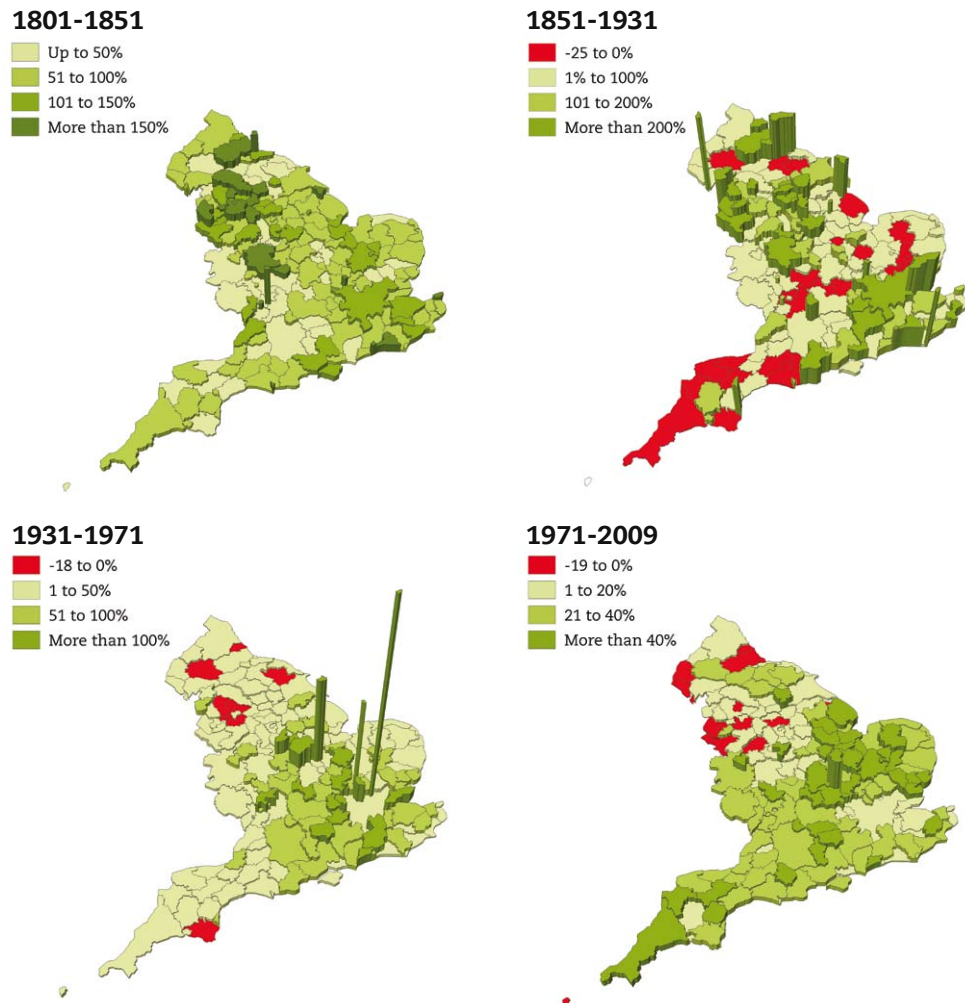 1801-1851
Up to 50%
51 to 100%
101 to 150%
More than 150%
1851-1931
-25 to 0%
1% to 100%
101 to 200%
More than 200%
1931-1971
-18 to 0%
1 to 50%
51 to 100%
More than 100%
1971-2009
-19 to 0%
1 to 20%
21 to 40%
More than 40%